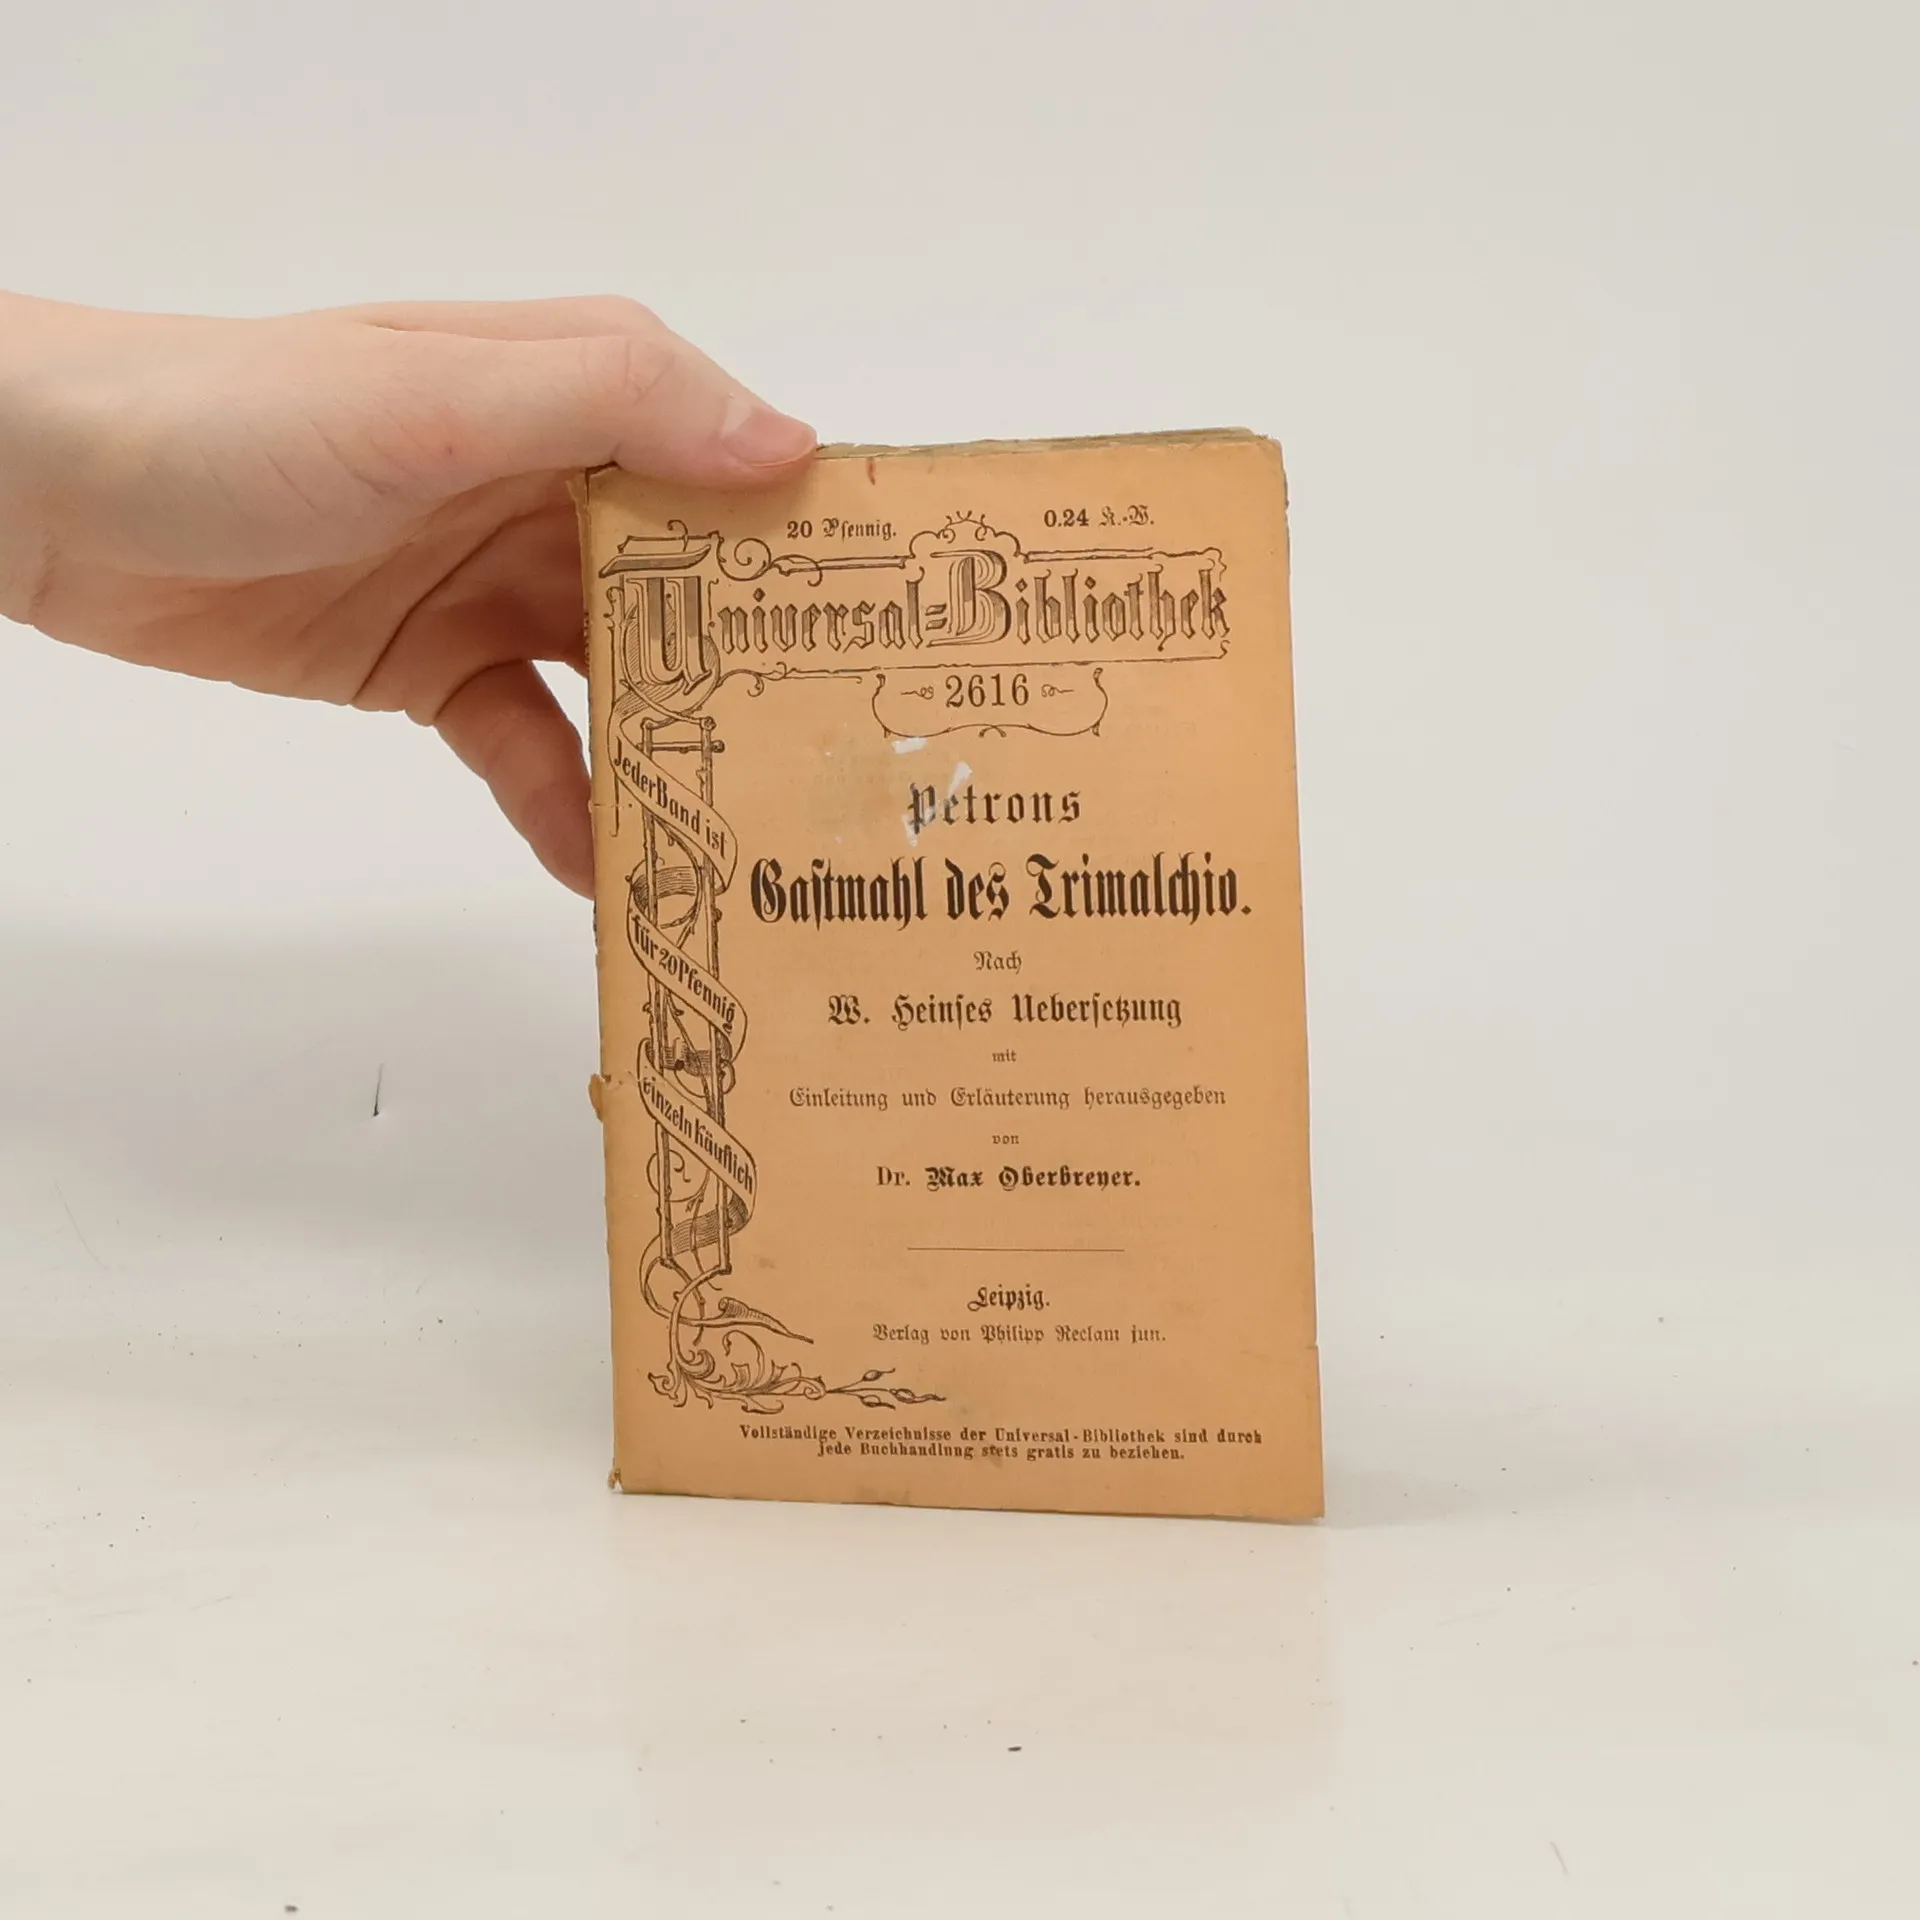 20 Pfennig. 0.24 K.-W.
Universal-Bibliothek
2616
Jeder Band ist
für 20 Pfennig
einzeln käuflich
Petrons
Gaſtmahl des Trimalchio.
Nach
W. Heinſes Ueberſetzung
mit
Einleitung und Erläuterung herausgegeben
von
Dr. Max Oberbreyer.
Leipzig.
Verlag von Philipp Reclam jun.
Vollständige Verzeichnisse der Universal-Bibliothek sind durch
jede Buchhandlung stets gratis zu beziehen.